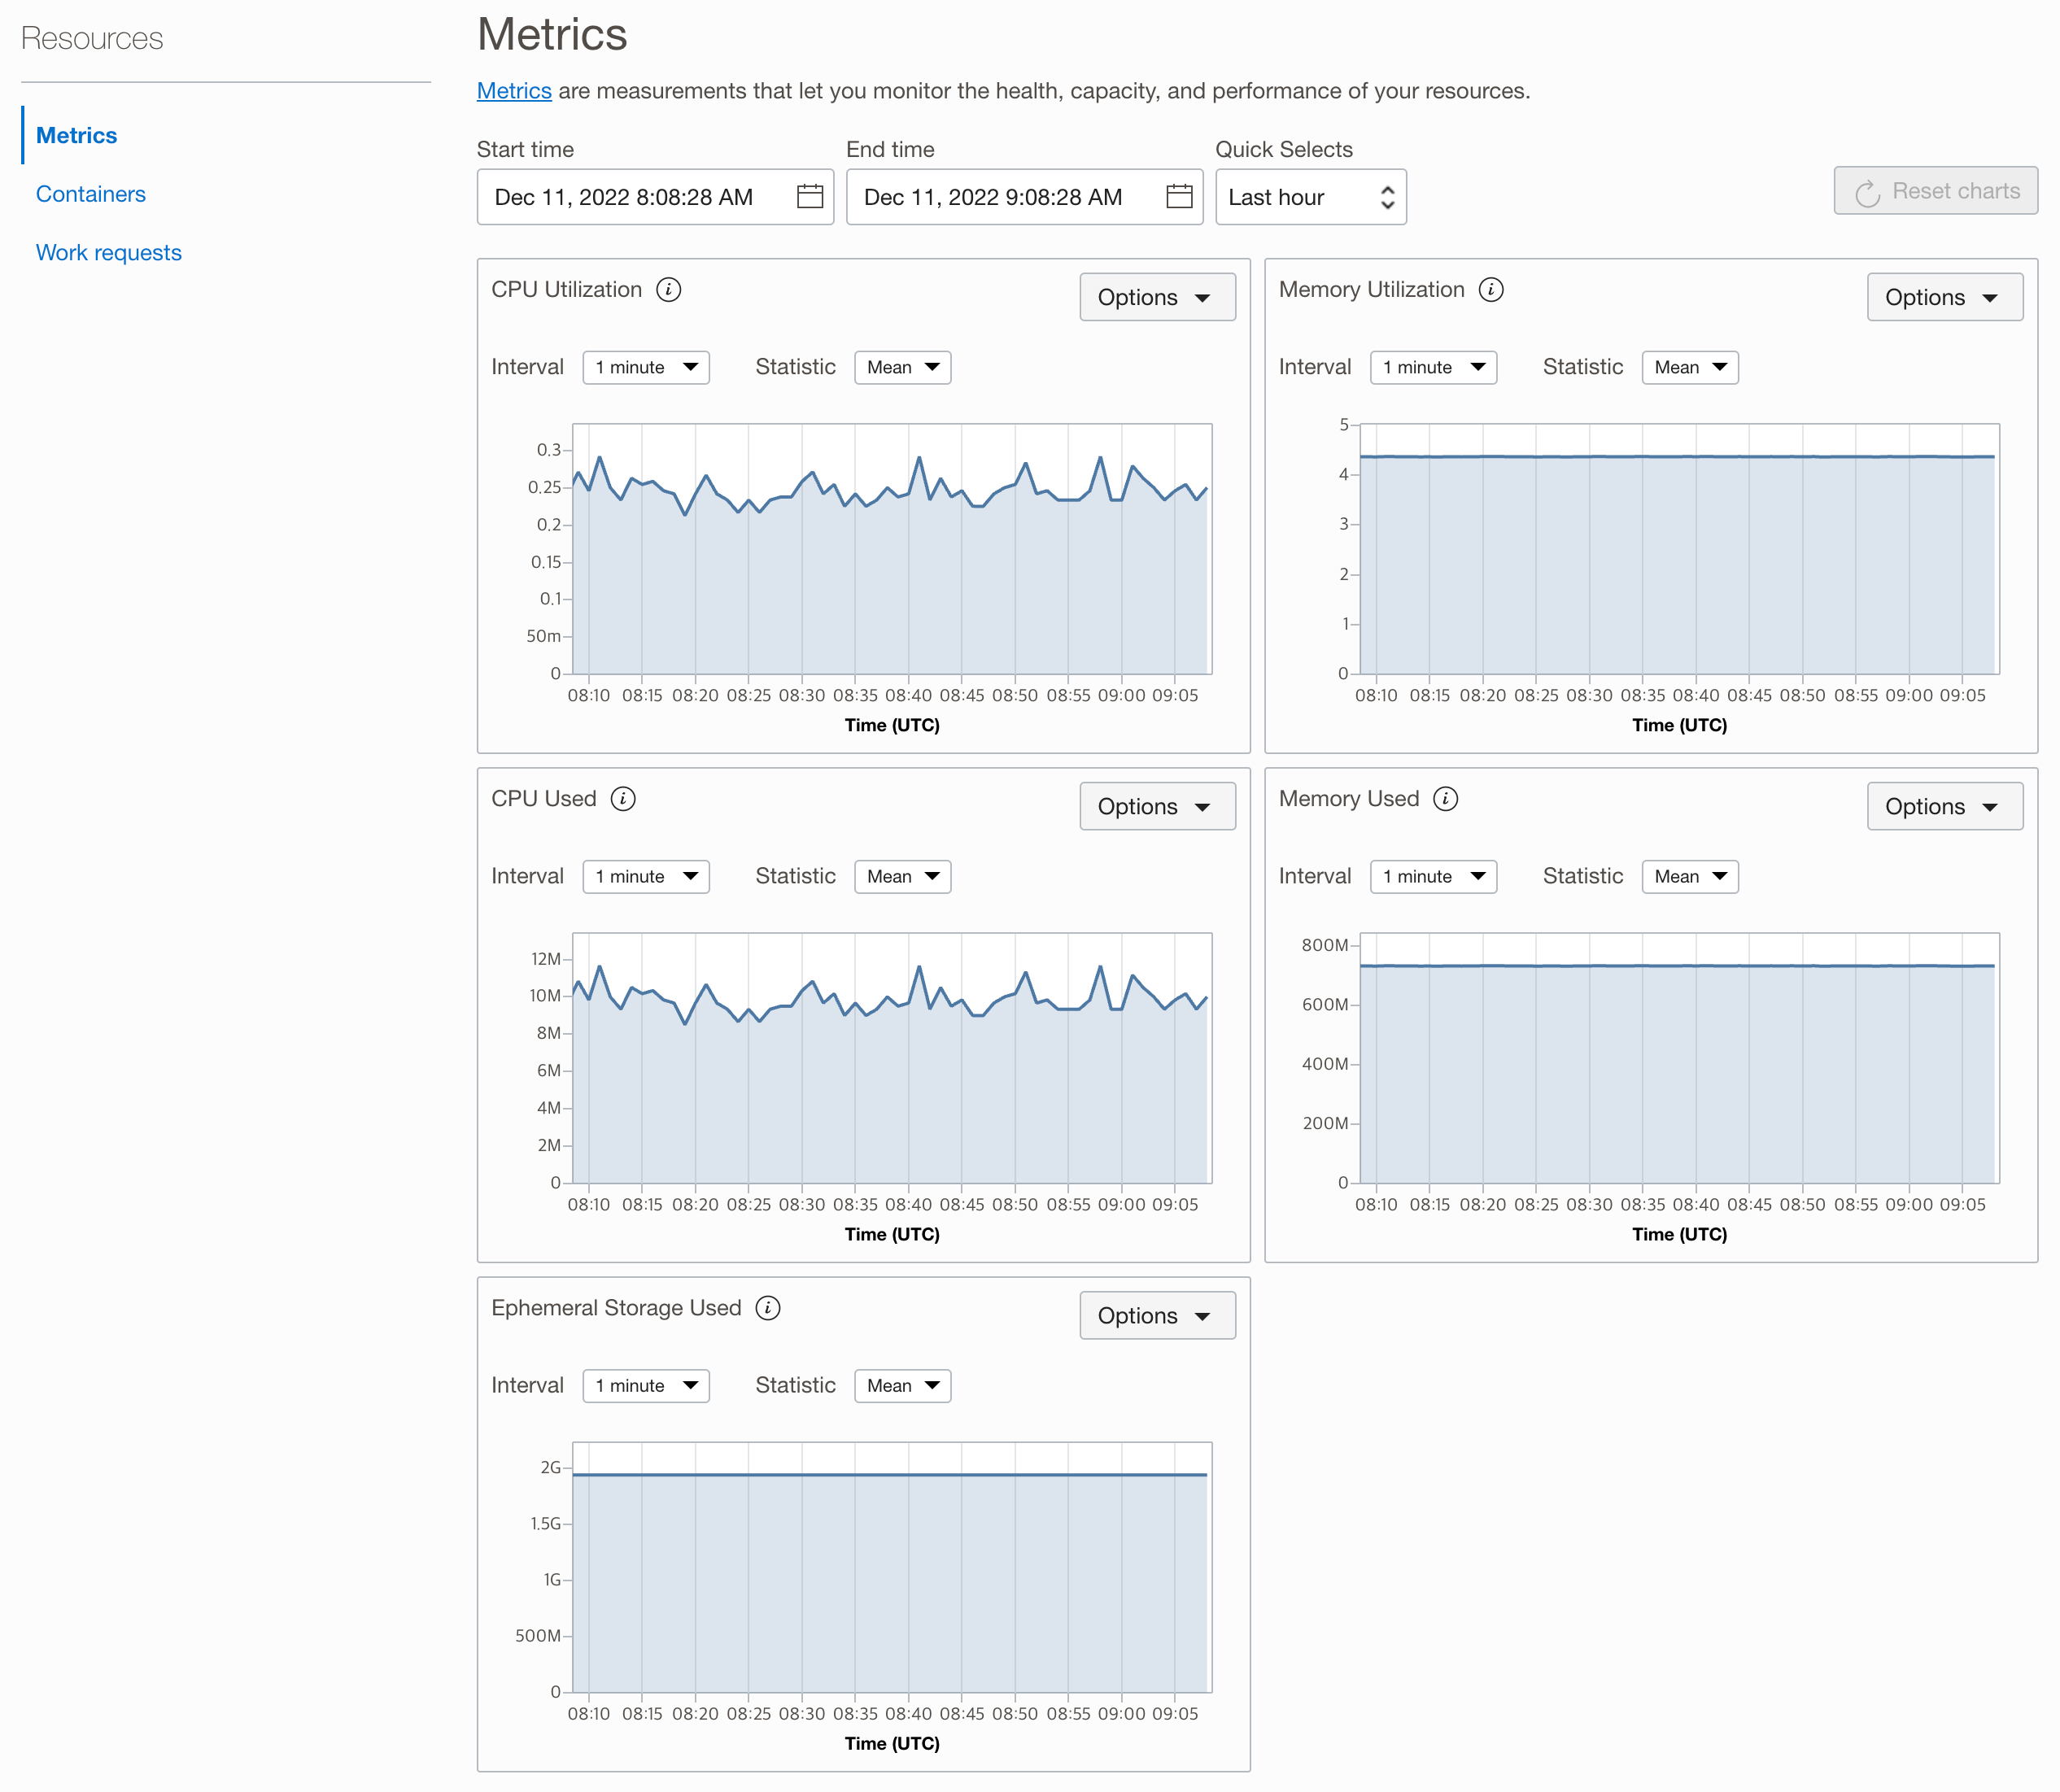 Resources
Metrics
Containers
Work requests
Metrics
Metrics are measurements that let you monitor the health, capacity, and performance of your resources.
Start time End time Quick Selects
Dec 11, 2022 8:08:28 AM Dec 11, 2022 9:08:28 AM Last hour Reset charts
CPU Utilization i Options
Interval 1 minute Statistic Mean
0.3
0.25
0.2
0.15
0.1
50m
0
08:10 08:15 08:20 08:25 08:30 08:35 08:40 08:45 08:50 08:55 09:00 09:05
Time (UTC)
Memory Utilization i Options
Interval 1 minute Statistic Mean
5
4
3
2
1
0
08:10 08:15 08:20 08:25 08:30 08:35 08:40 08:45 08:50 08:55 09:00 09:05
Time (UTC)
CPU Used i Options
Interval 1 minute Statistic Mean
12M
10M
8M
6M
4M
2M
0
08:10 08:15 08:20 08:25 08:30 08:35 08:40 08:45 08:50 08:55 09:00 09:05
Time (UTC)
Memory Used i Options
Interval 1 minute Statistic Mean
800M
600M
400M
200M
0
08:10 08:15 08:20 08:25 08:30 08:35 08:40 08:45 08:50 08:55 09:00 09:05
Time (UTC)
Ephemeral Storage Used i Options
Interval 1 minute Statistic Mean
2G
1.5G
1G
500M
0
08:10 08:15 08:20 08:25 08:30 08:35 08:40 08:45 08:50 08:55 09:00 09:05
Time (UTC)